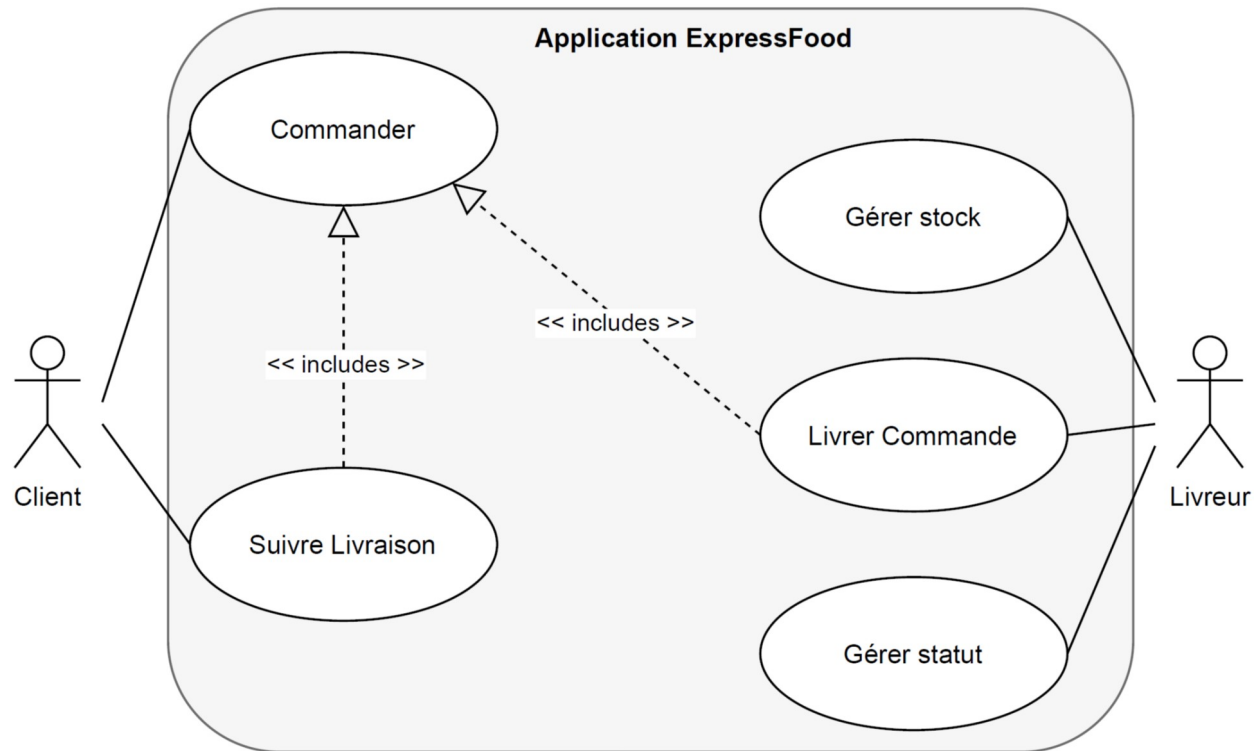 Application ExpressFood
Commander
Gérer stock
<< includes >>
<< includes >>
Livrer Commande
Client
Livreur
Suivre Livraison
Gérer statut